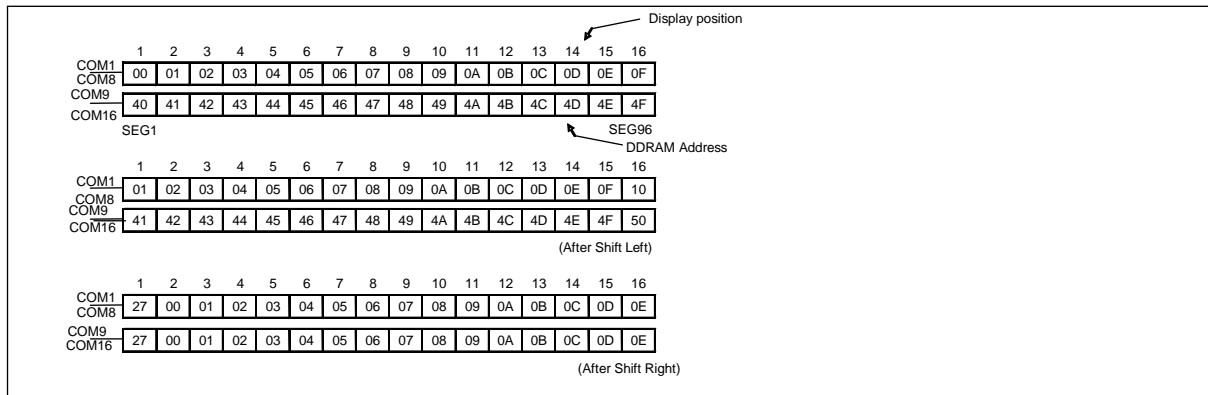 Display position
1 2 3 4 5 6 7 8 9 10 11 12 13 14 15 16
COM1
COM8
00 01 02 03 04 05 06 07 08 09 0A 0B 0C 0D 0E 0F
COM9
COM16
40 41 42 43 44 45 46 47 48 49 4A 4B 4C 4D 4E 4F
SEG1 SEG96
DDRAM Address
1 2 3 4 5 6 7 8 9 10 11 12 13 14 15 16
COM1
COM8
01 02 03 04 05 06 07 08 09 0A 0B 0C 0D 0E 0F 10
COM9
COM16
41 42 43 44 45 46 47 48 49 4A 4B 4C 4D 4E 4F 50
(After Shift Left)
1 2 3 4 5 6 7 8 9 10 11 12 13 14 15 16
COM1
COM8
27 00 01 02 03 04 05 06 07 08 09 0A 0B 0C 0D 0E
COM9
COM16
27 00 01 02 03 04 05 06 07 08 09 0A 0B 0C 0D 0E
(After Shift Right)